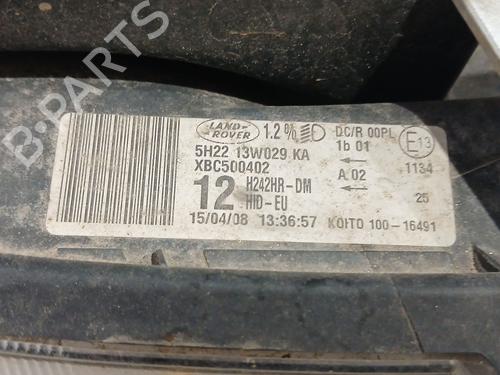 LAND-ROVER 1.2% DC/R 00PL E13
5H22 13W029 KA 1b 01
XBC500402 1134
12 H242HR-DM A 02
HID-EU 25
15/04/08 13:36:57 KOITO 100-16491
B-PARTS